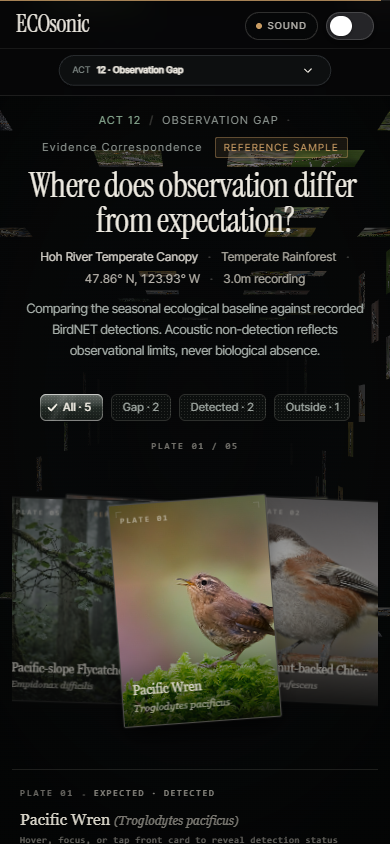 ECOsonic
SOUND
ACT 12 · Observation Gap
ACT 12 / OBSERVATION GAP ·
Evidence Correspondence REFERENCE SAMPLE
Where does observation differ
from expectation?
Hoh River Temperate Canopy · Temperate Rainforest ·
47.86° N, 123.93° W · 3.0m recording
Comparing the seasonal ecological baseline against recorded
BirdNET detections. Acoustic non-detection reflects
observational limits, never biological absence.
All · 5 Gap · 2 Detected · 2 Outside · 1
PLATE 01 / 05
PLATE 01
Pacific-slope Flycatche
Empidonax difficilis
Pacific Wren
Troglodytes pacificus
nut-backed Chic...
rufescens
PLATE 01 . EXPECTED · DETECTED
Pacific Wren (Troglodytes pacificus)
Hover, focus, or tap front card to reveal detection status